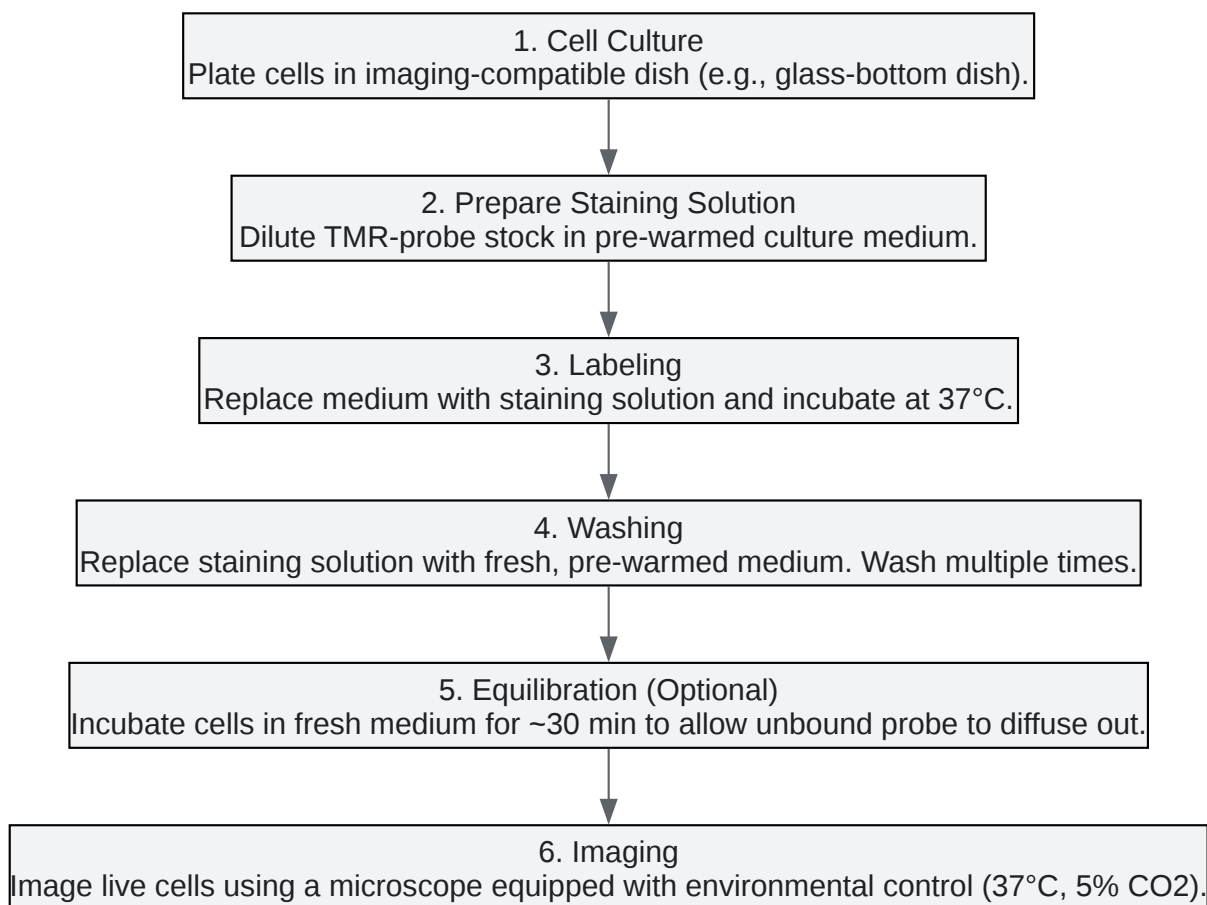 1. Cell Culture
Plate cells in imaging-compatible dish (e.g., glass-bottom dish).
2. Prepare Staining Solution
Dilute TMR-probe stock in pre-warmed culture medium.
3. Labeling
Replace medium with staining solution and incubate at 37°C.
4. Washing
Replace staining solution with fresh, pre-warmed medium. Wash multiple times.
5. Equilibration (Optional)
Incubate cells in fresh medium for ~30 min to allow unbound probe to diffuse out.
6. Imaging
Image live cells using a microscope equipped with environmental control (37°C, 5% CO2).